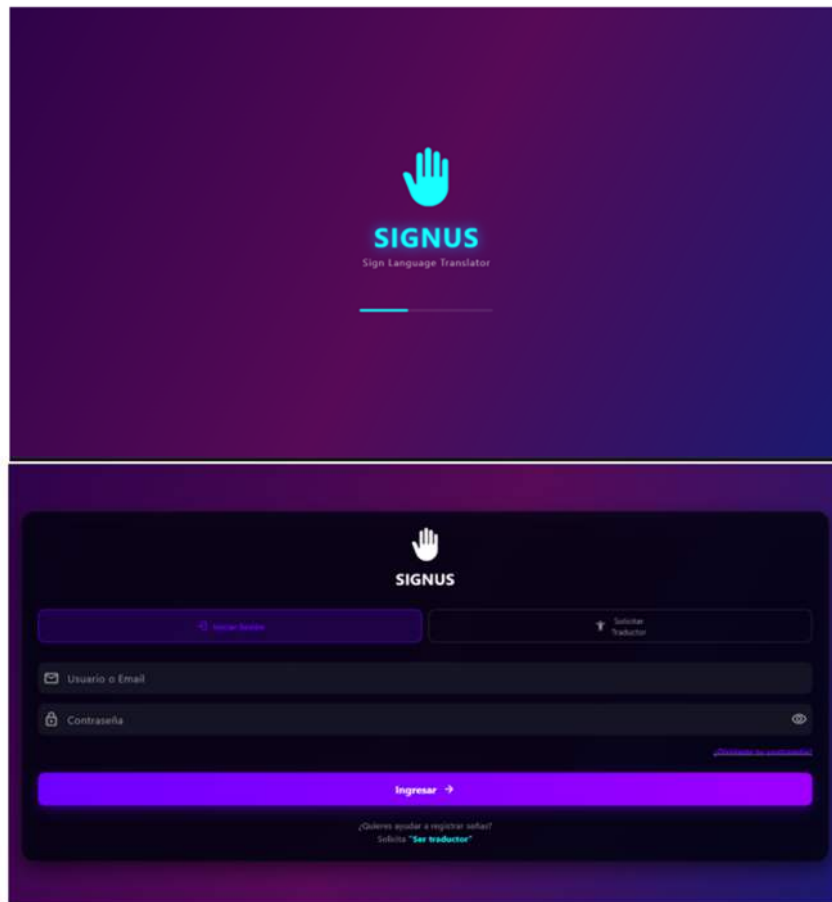 SIGNUS
Sign Language Translator
SIGNUS
Iniciar Sesión
Solicitar
Traductor
Usuario o Email
Contraseña
¿Olvidaste tu contraseña?
Ingresar
¿Quieres ayudar a registrar señas?
Solicita "Ser traductor"